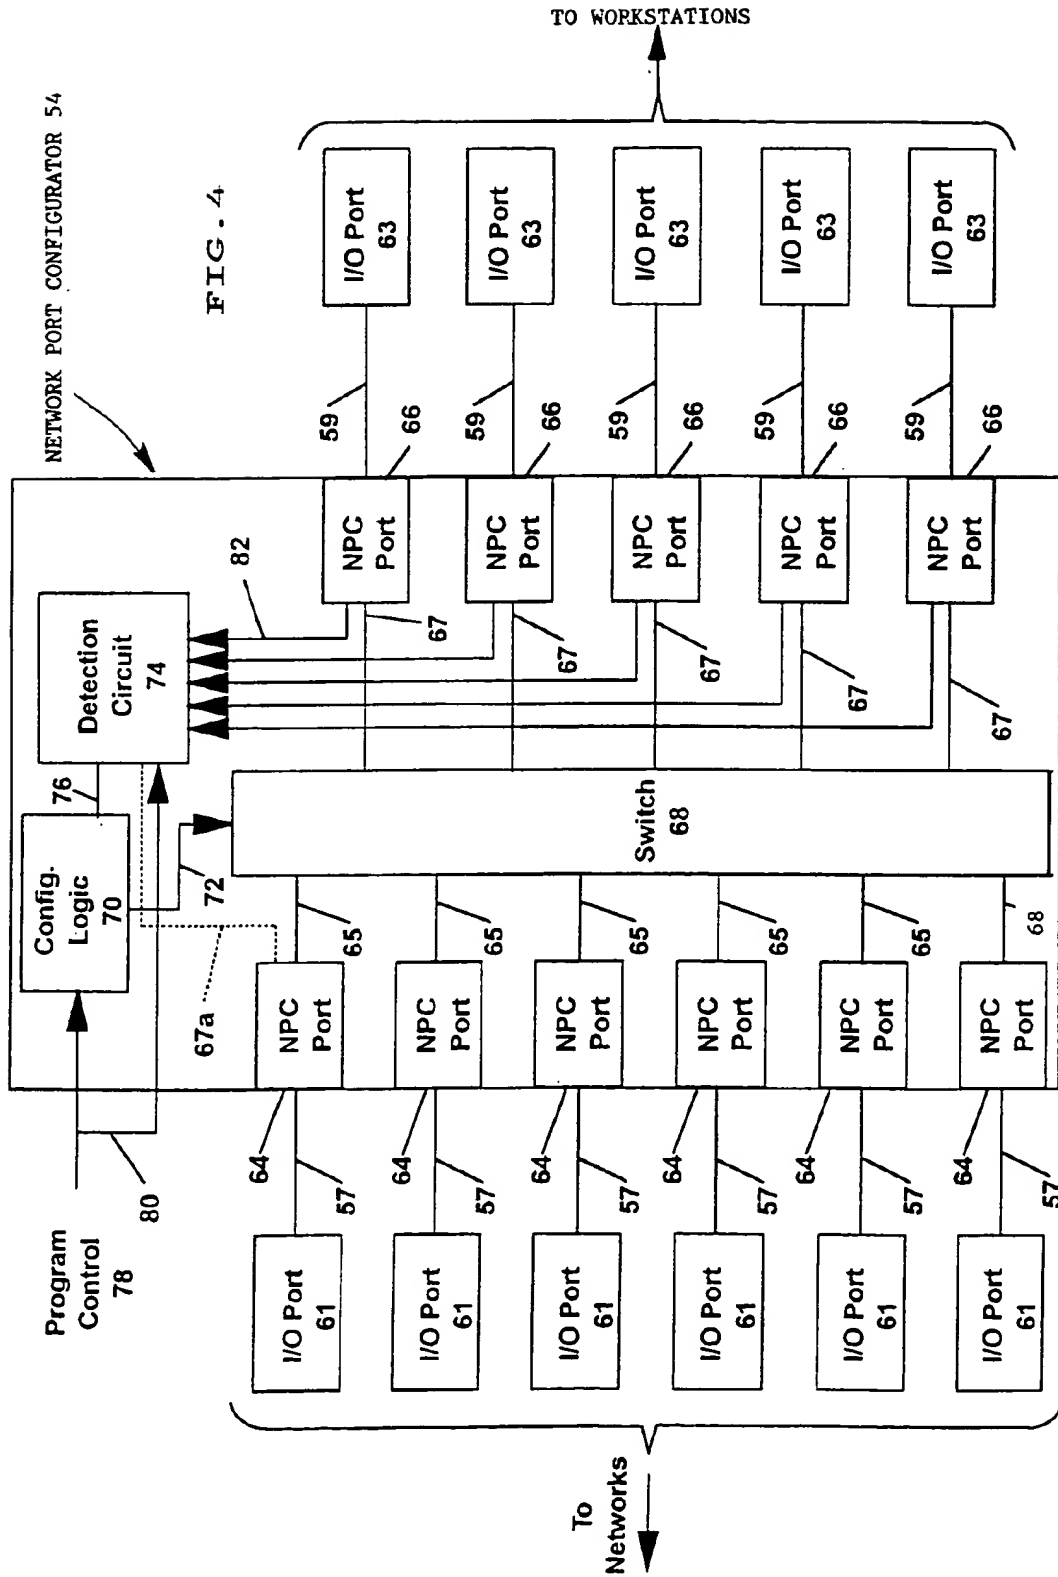 TO WORKSTATIONS
NETWORK PORT CONFIGURATOR 54
FIG.4
I/O Port
63
I/O Port
63
I/O Port
63
I/O Port
63
I/O Port
63
59
59
59
59
59
66
66
66
66
66
NPC
Port
NPC
Port
NPC
Port
NPC
Port
NPC
Port
82
67
67
67
67
67
Detection
Circuit
74
76
Config.
Logic
70
72
Switch
68
67a
65
65
65
65
65
68
NPC
Port
NPC
Port
NPC
Port
NPC
Port
NPC
Port
NPC
Port
64
64
64
64
64
64
57
57
57
57
57
57
80
Program
Control
78
I/O Port
61
I/O Port
61
I/O Port
61
I/O Port
61
I/O Port
61
I/O Port
61
To
Networks